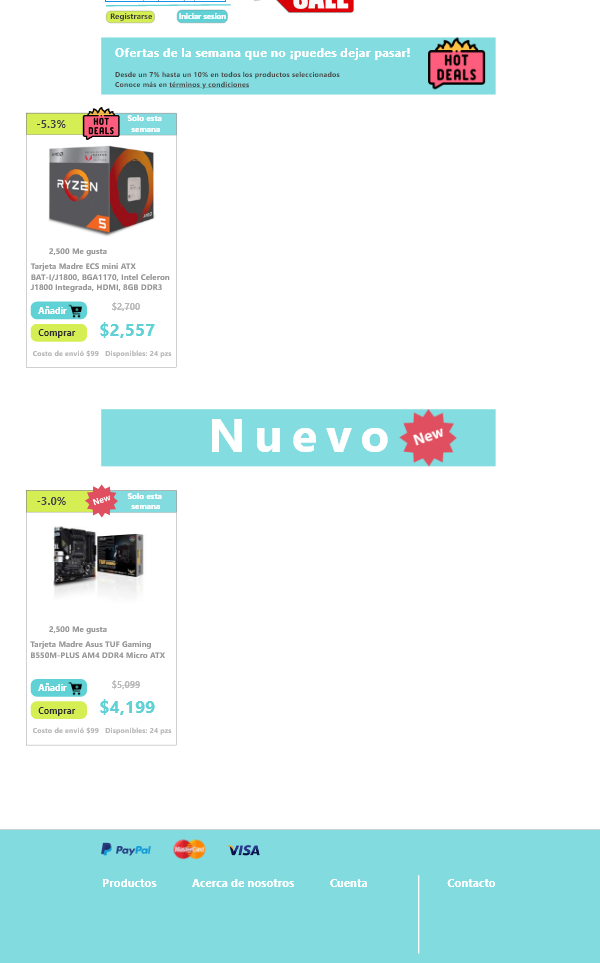 SALE
Registrarse
Iniciar sesion
Ofertas de la semana que no ¡puedes dejar pasar!
Desde un 7% hasta un 10% en todos los productos seleccionados
Conoce más en términos y condiciones
HOT
DEALS
-5.3%
HOT
DEALS
Solo esta
semana
AMD
RYZEN
5
2,500 Me gusta
Tarjeta Madre ECS mini ATX
BAT-I/J1800, BGA1170, Intel Celeron
J1800 Integrada, HDMI, 8GB DDR3
Añadir
$2,700
Comprar
$2,557
Costo de envió $99 Disponibles: 24 pzs
Nuevo
New
-3.0%
New
Solo esta
semana
2,500 Me gusta
Tarjeta Madre Asus TUF Gaming
B550M-PLUS AM4 DDR4 Micro ATX
Añadir
$5,099
Comprar
$4,199
Costo de envió $99 Disponibles: 24 pzs
PayPal
MasterCard
VISA
Productos
Acerca de nosotros
Cuenta
Contacto